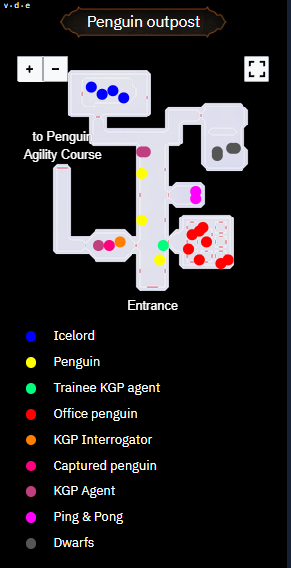 v·d·e
Penguin outpost
+ −
to Penguin
Agility Course
Entrance
Icelord
Penguin
Trainee KGP agent
Office penguin
KGP Interrogator
Captured penguin
KGP Agent
Ping & Pong
Dwarfs